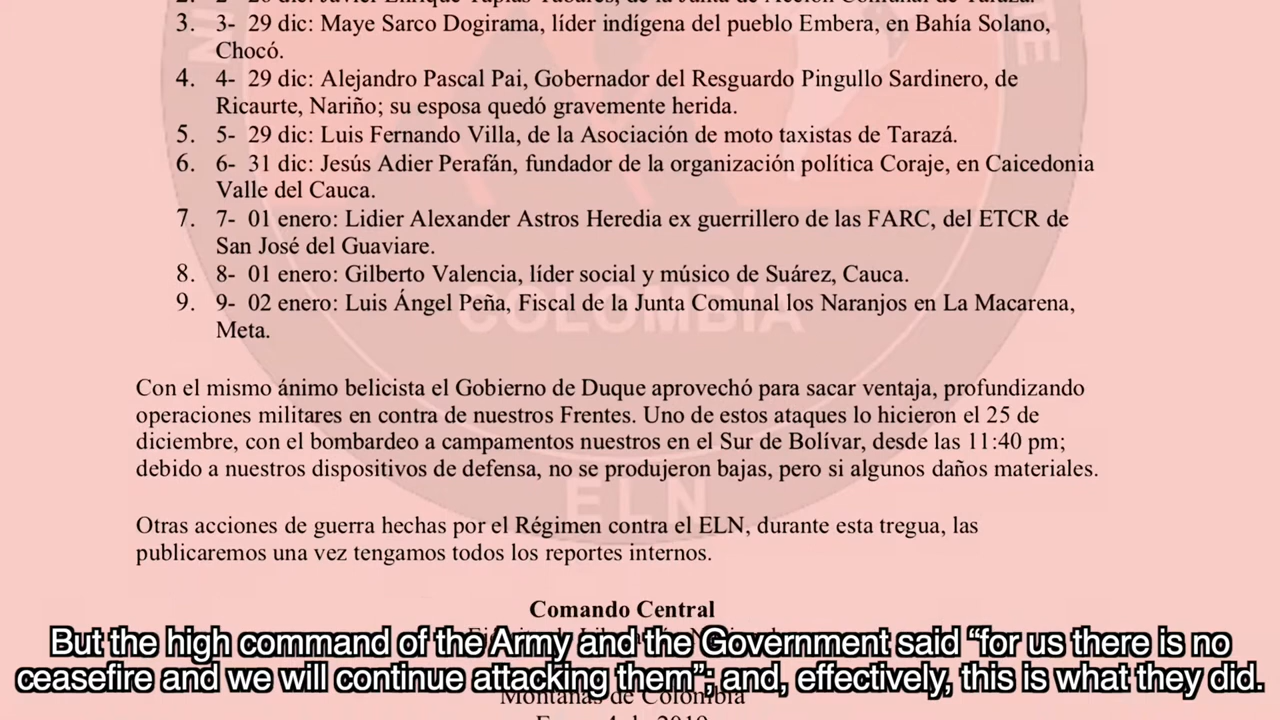 3. 3- 29 dic: Maye Sarco Dogirama, líder indígena del pueblo Embera, en Bahía Solano,
Chocó.
4. 4- 29 dic: Alejandro Pascal Pai, Gobernador del Resguardo Pingullo Sardinero, de
Ricaurte, Nariño; su esposa quedó gravemente herida.
5. 5- 29 dic: Luis Fernando Villa, de la Asociación de moto taxistas de Tarazá.
6. 6- 31 dic: Jesús Adier Perafán, fundador de la organización política Coraje, en Caicedonia
Valle del Cauca.
7. 7- 01 enero: Lidier Alexander Astros Heredia ex guerrillero de las FARC, del ETCR de
San José del Guaviare.
8. 8- 01 enero: Gilberto Valencia, líder social y músico de Suárez, Cauca.
9. 9- 02 enero: Luis Ángel Peña, Fiscal de la Junta Comunal los Naranjos en La Macarena,
Meta.
COLOMBIA
Con el mismo ánimo belicista el Gobierno de Duque aprovechó para sacar ventaja, profundizando
operaciones militares en contra de nuestros Frentes. Uno de estos ataques lo hicieron el 25 de
diciembre, con el bombardeo a campamentos nuestros en el Sur de Bolívar, desde las 11:40 pm;
debido a nuestros dispositivos de defensa, no se produjeron bajas, pero si algunos daños materiales.
ELN
Otras acciones de guerra hechas por el Régimen contra el ELN, durante esta tregua, las
publicaremos una vez tengamos todos los reportes internos.
Comando Central
But the high command of the Army and the Government said “for us there is no
ceasefire and we will continue attacking them”; and, effectively, this is what they did.
Montañas de Colombia